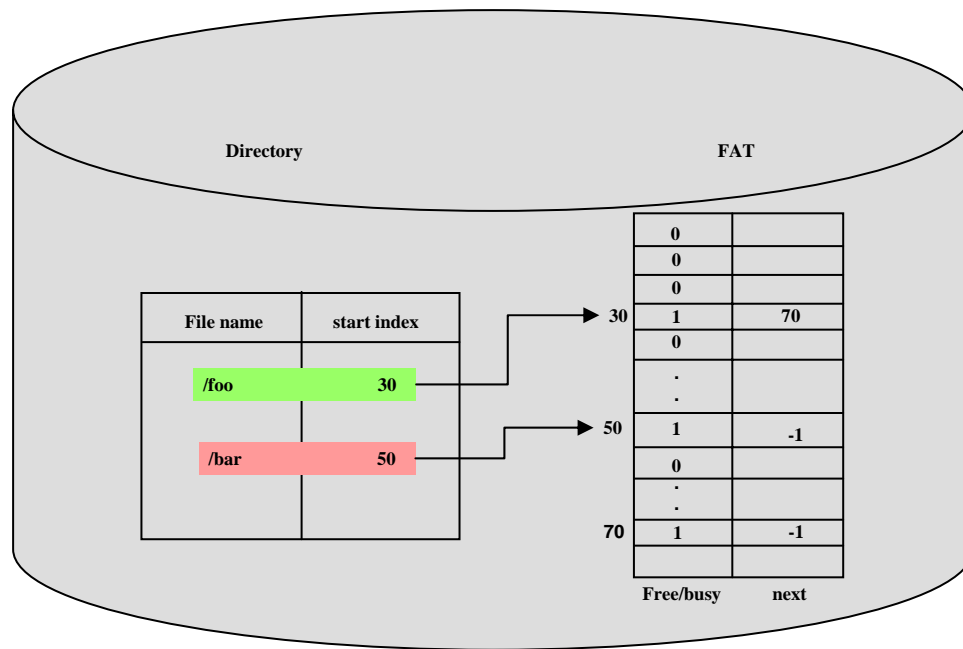 Directory
FAT
File name start index
/foo 30
/bar 50
0
0
0
30 1 70
0
.
.
50 1 -1
0
.
.
70 1 -1
Free/busy next